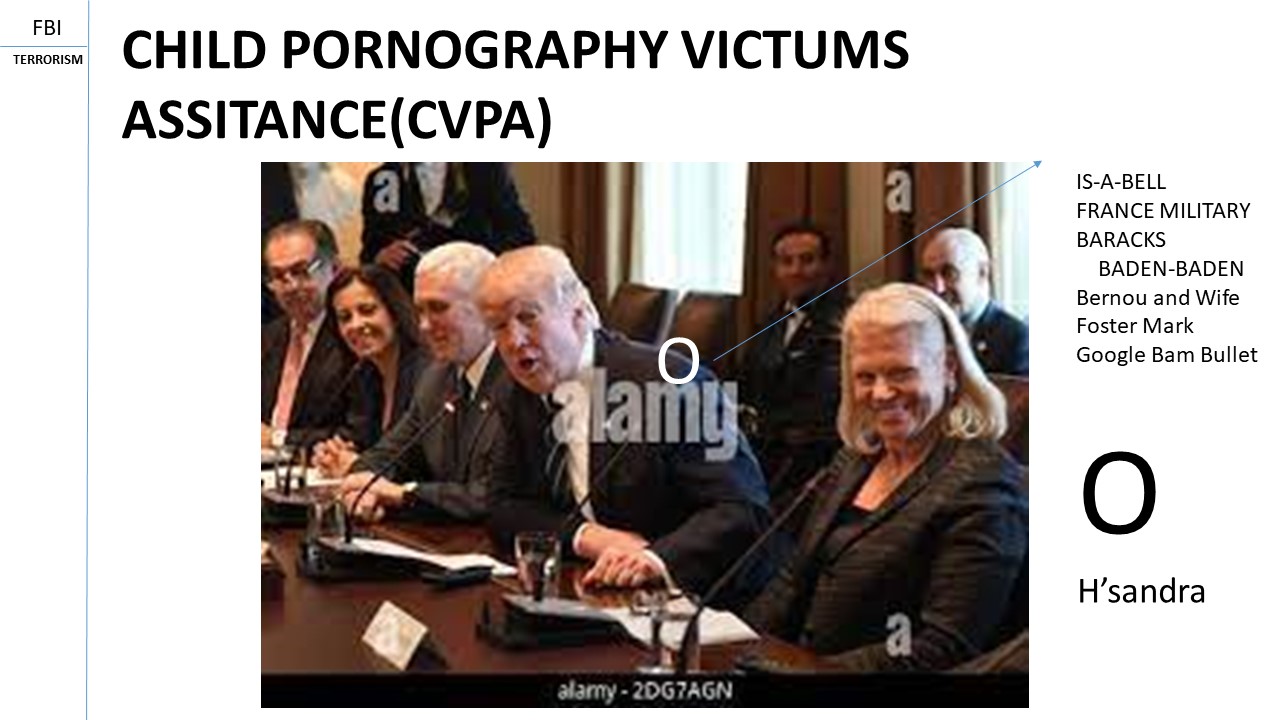 FBI
TERRORISM
CHILD PORNOGRAPHY VICTUMS
ASSITANCE(CVPA)
a
a
IS-A-BELL
FRANCE MILITARY
BARACKS
BADEN-BADEN
Bernou and Wife
Foster Mark
Google Bam Bullet
O
alamy
O
H’sandra
a
alamy - 2DG7AGN